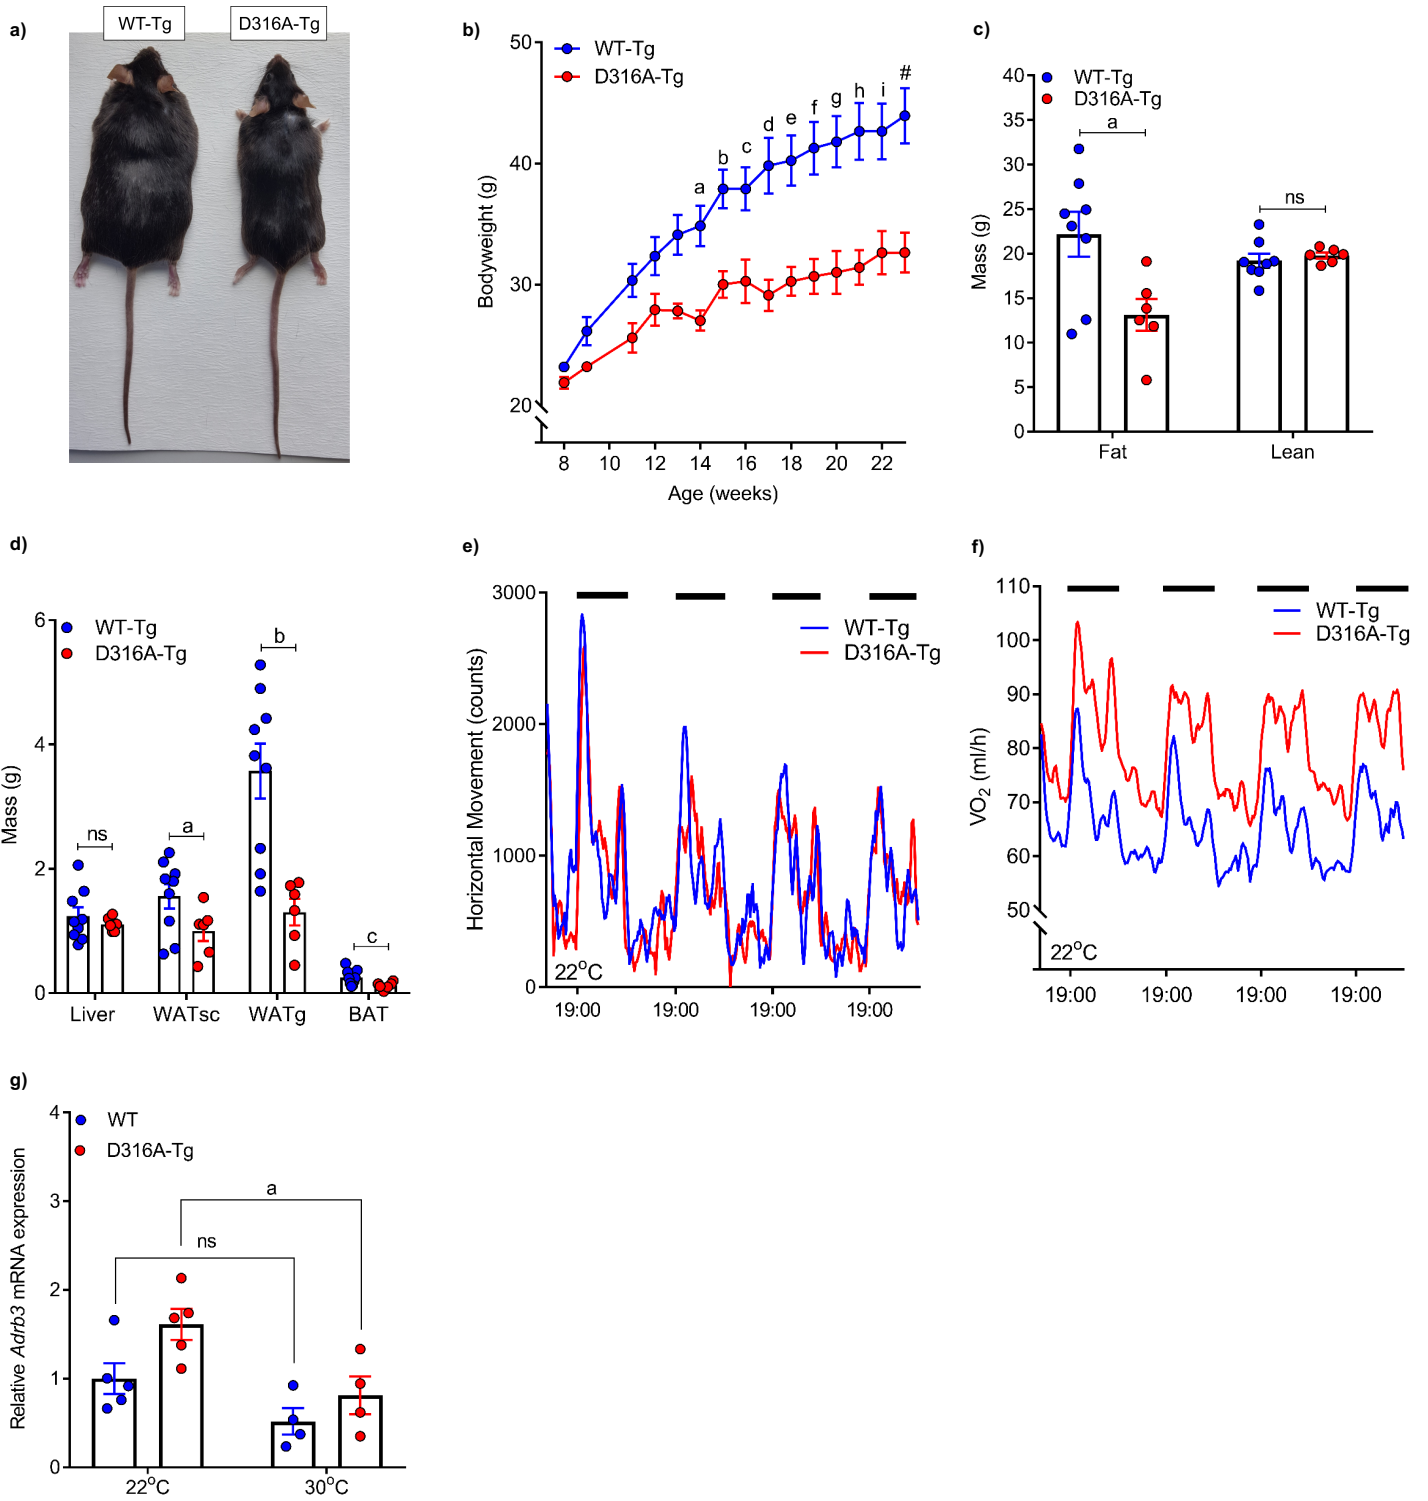 a)
WT-Tg
D316A-Tg
b)
WT-Tg
D316A-Tg
50
40
30
20
Bodyweight (g)
a
b
c
d
e
f
g
h
i
#
8
10
12
14
16
18
20
22
Age (weeks)
c)
WT-Tg
D316A-Tg
40
35
30
25
20
15
10
5
0
Mass (g)
a
ns
Fat
Lean
d)
WT-Tg
D316A-Tg
6
4
2
0
Mass (g)
ns
a
b
c
Liver
WATsc
WATg
BAT
e)
3000
2000
1000
0
Horizontal Movement (counts)
WT-Tg
D316A-Tg
22°C
19:00
19:00
19:00
19:00
f)
110
100
90
80
70
60
50
VO₂ (ml/h)
WT-Tg
D316A-Tg
22°C
19:00
19:00
19:00
19:00
g)
WT
D316A-Tg
4
3
2
1
0
Relative Adrb3 mRNA expression
ns
a
22°C
30°C